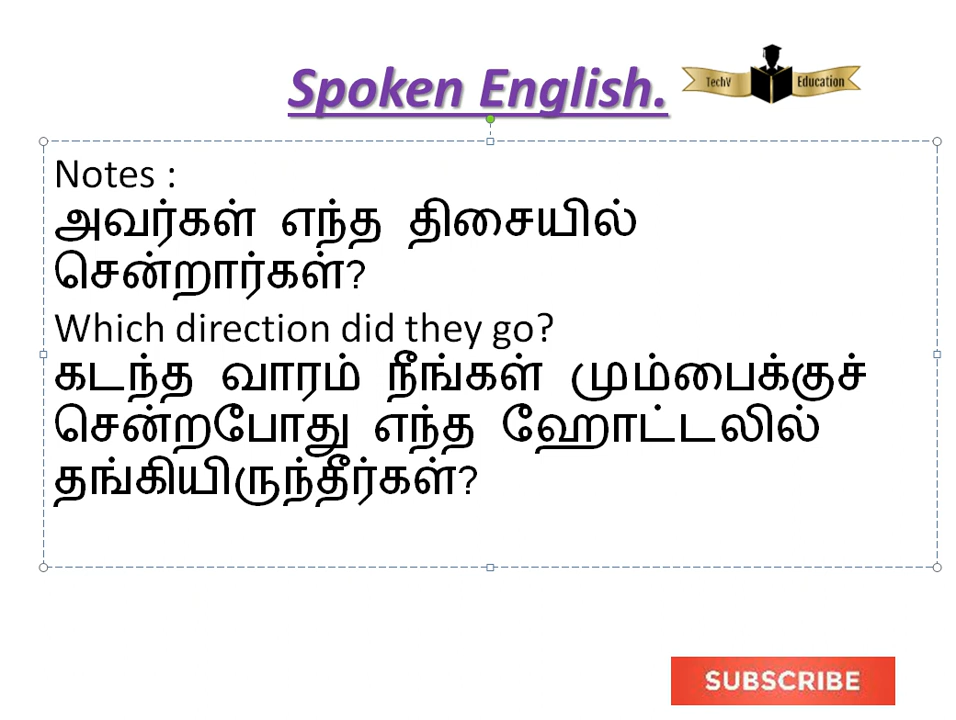 Spoken English.
TechV Education
Notes :
அவர்கள் எந்த திசையில்
சென்றார்கள்?
Which direction did they go?
கடந்த வாரம் நீங்கள் மும்பைக்குச்
சென்றபோது எந்த ஹோட்டலில்
தங்கியிருந்தீர்கள்?
SUBSCRIBE